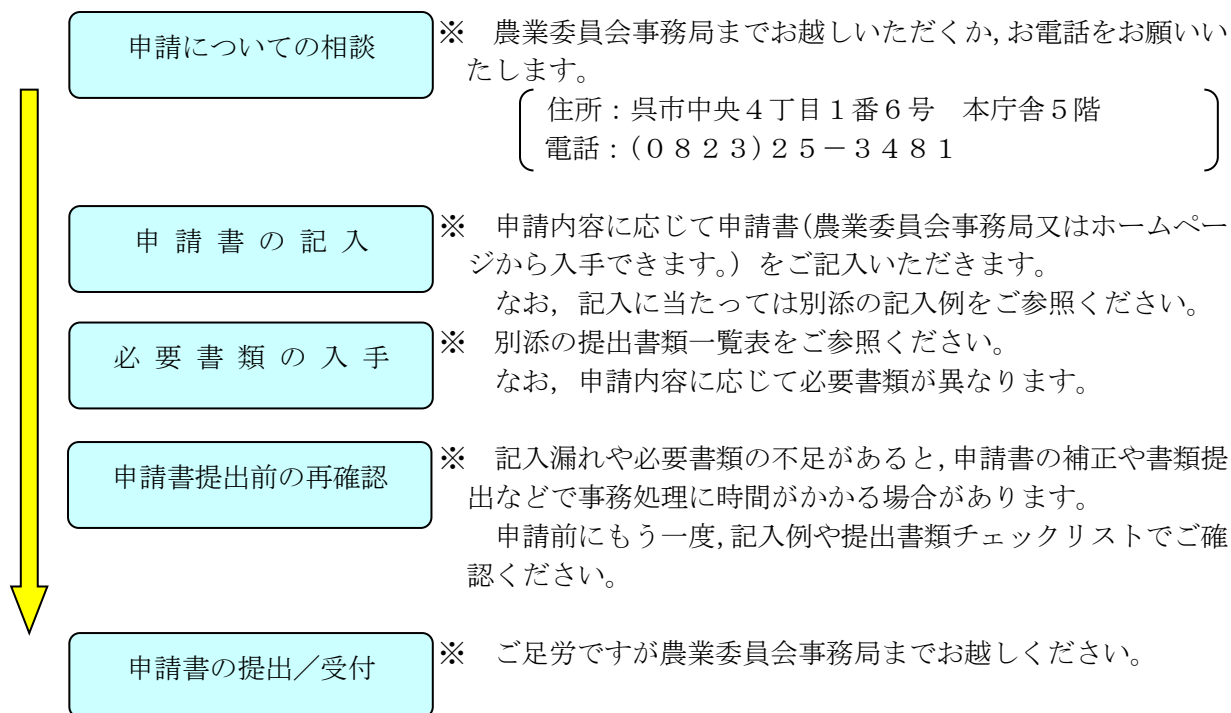 申請についての相談
※ 農業委員会事務局までお越しいただくか,お電話をお願いい
たします。
住所：呉市中央４丁目１番６号 本庁舎５階
電話：(０８２３)２５－３４８１
申 請 書 の 記 入
※ 申請内容に応じて申請書(農業委員会事務局又はホームペー
ジから入手できます。) をご記入いただきます。
なお, 記入に当たっては別添の記入例をご参照ください。
必 要 書 類 の 入 手
※ 別添の提出書類一覧表をご参照ください。
なお, 申請内容に応じて必要書類が異なります。
申請書提出前の再確認
※ 記入漏れや必要書類の不足があると,申請書の補正や書類提
出などで事務処理に時間がかかる場合があります。
申請前にもう一度,記入例や提出書類チェックリストでご確
認ください。
申請書の提出／受付
※ ご足労ですが農業委員会事務局までお越しください。